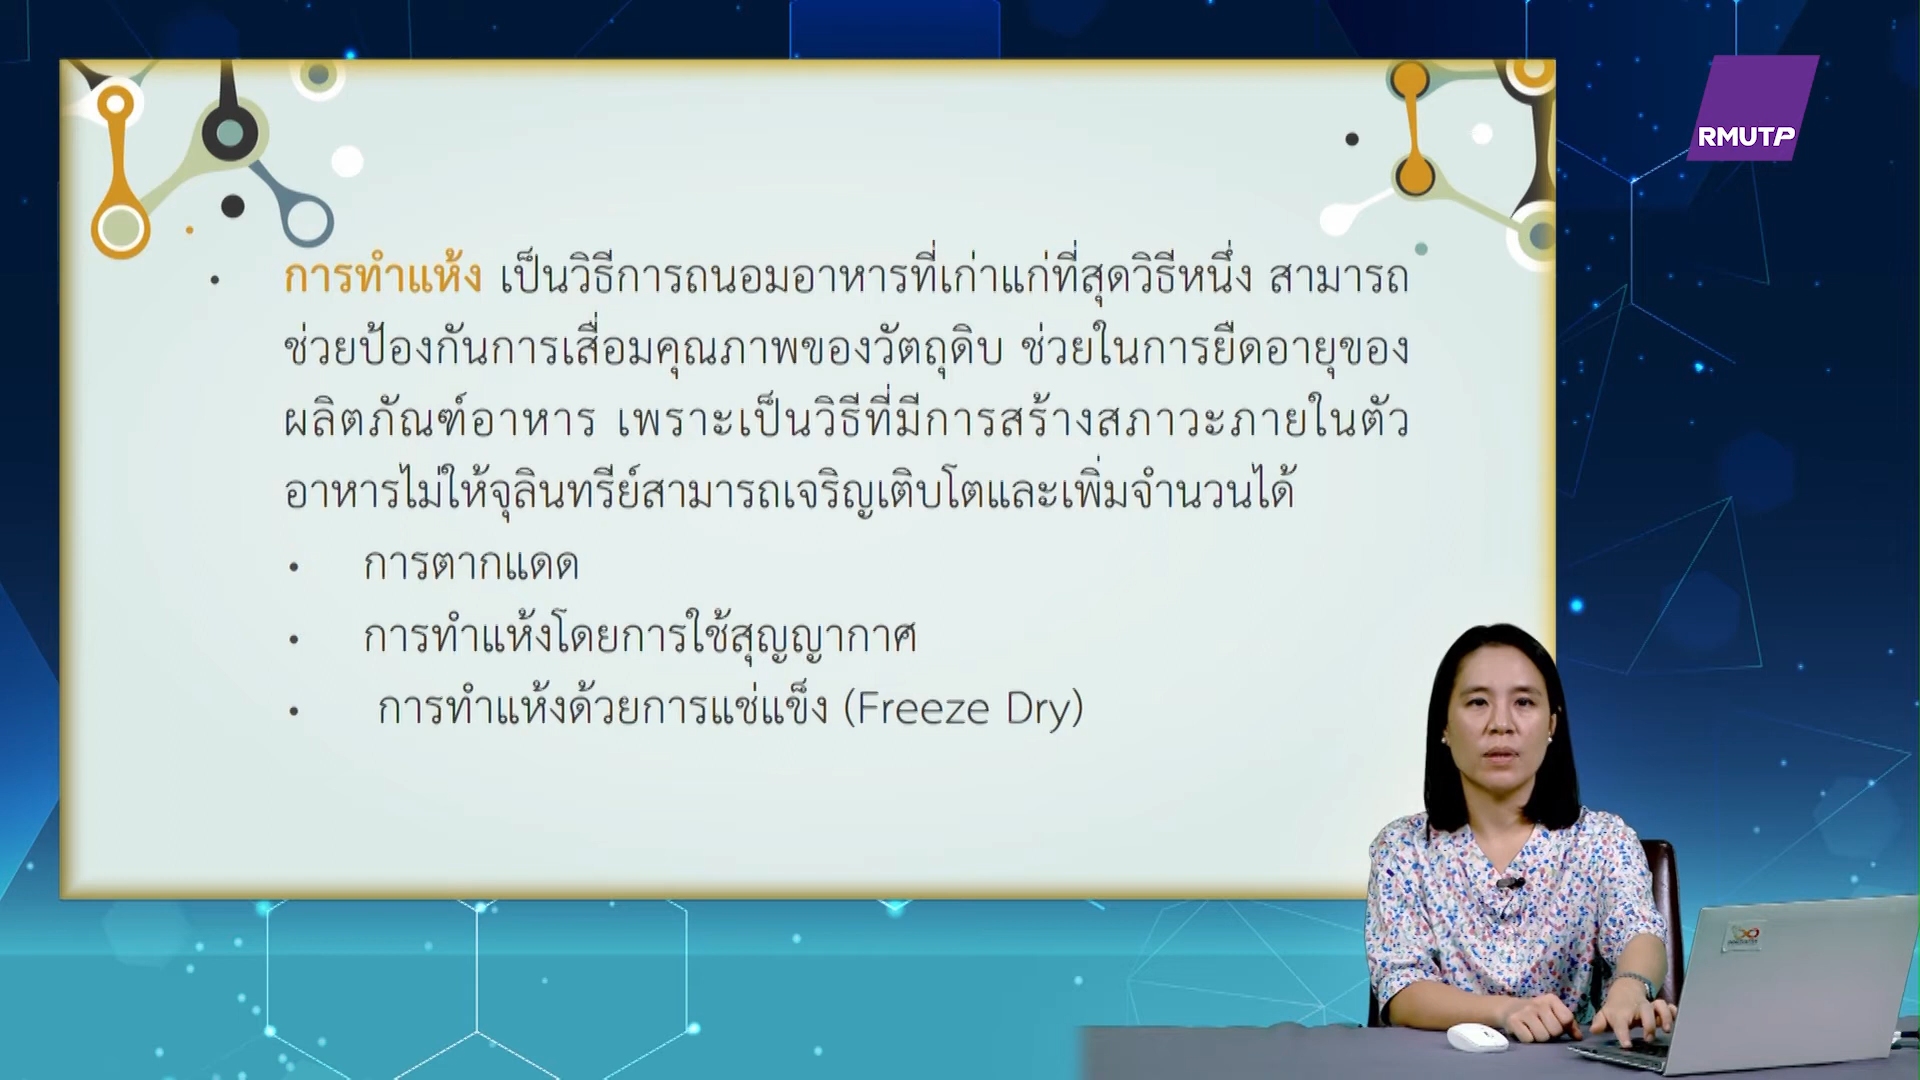 RMUTP
• การทำแห้ง เป็นวิธีการถนอมอาหารที่เก่าแก่ที่สุดวิธีหนึ่ง สามารถ
ช่วยป้องกันการเสื่อมคุณภาพของวัตถุดิบ ช่วยในการยืดอายุของ
ผลิตภัณฑ์อาหาร เพราะเป็นวิธีที่มีการสร้างสภาวะภายในตัว
อาหารไม่ให้จุลินทรีย์สามารถเจริญเติบโตและเพิ่มจำนวนได้
• การตากแดด
• การทำแห้งโดยการใช้สุญญากาศ
• การทำแห้งด้วยการแช่แข็ง (Freeze Dry)